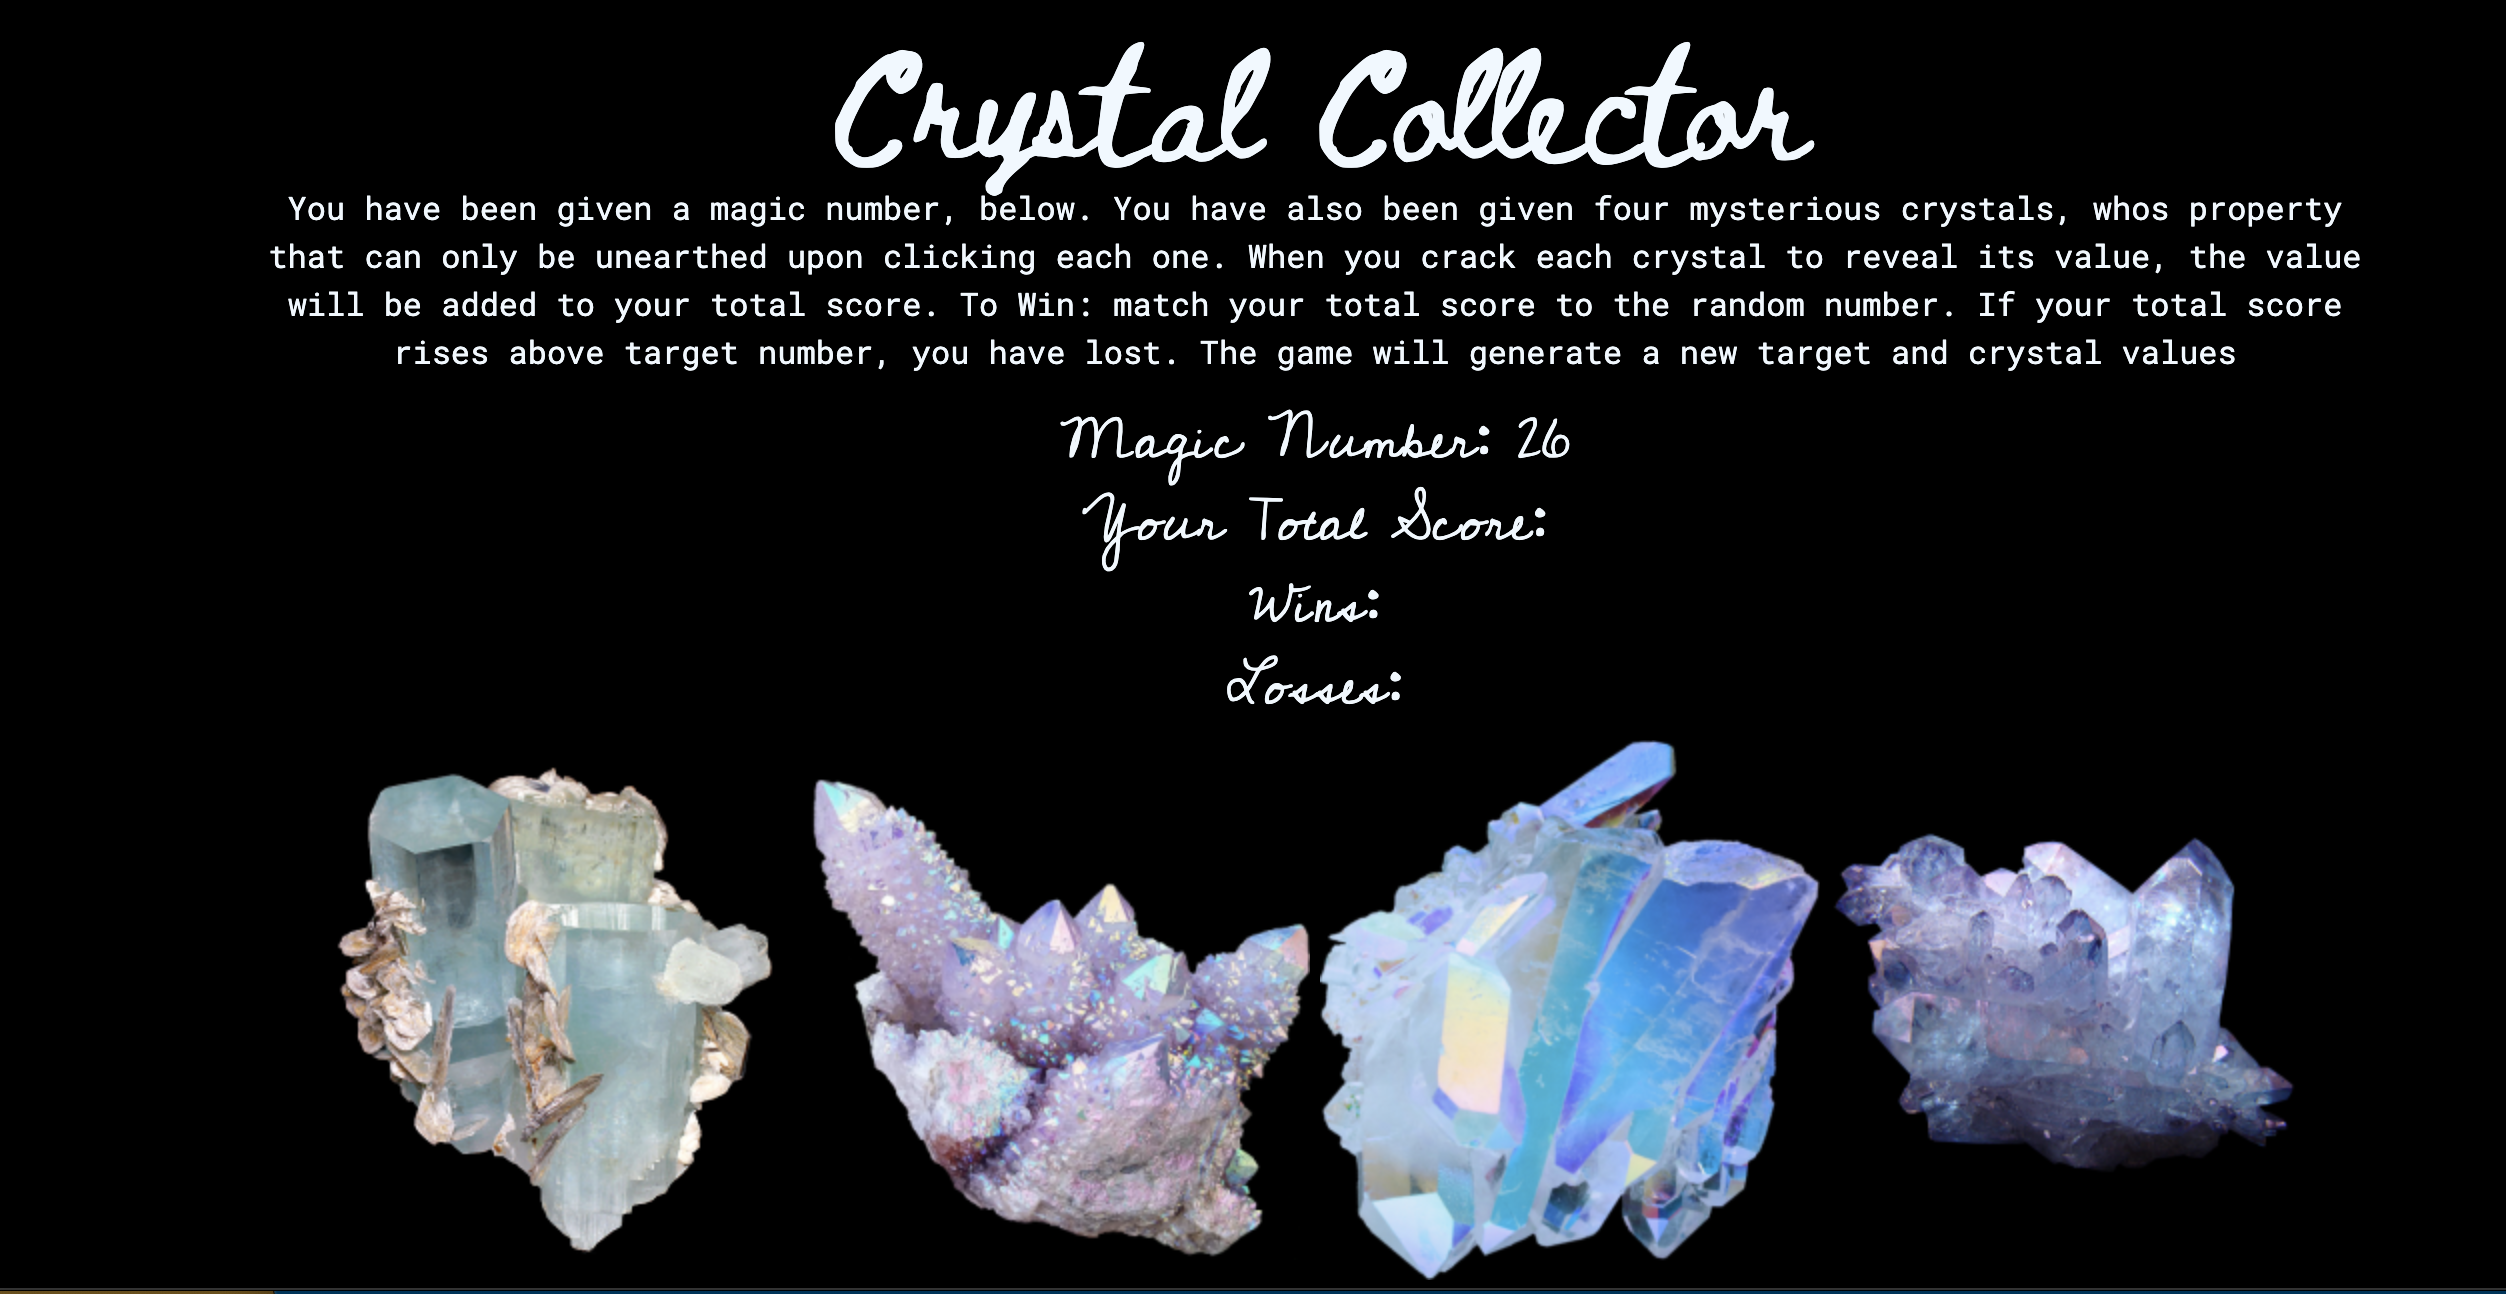 Crystal Collector
You have been given a magic number, below. You have also been given four mysterious crystals, whos property
that can only be unearthed upon clicking each one. When you crack each crystal to reveal its value, the value
will be added to your total score. To Win: match your total score to the random number. If your total score
rises above target number, you have lost. The game will generate a new target and crystal values
Magic Number: 26
Your Total Score:
Wins:
Losses: